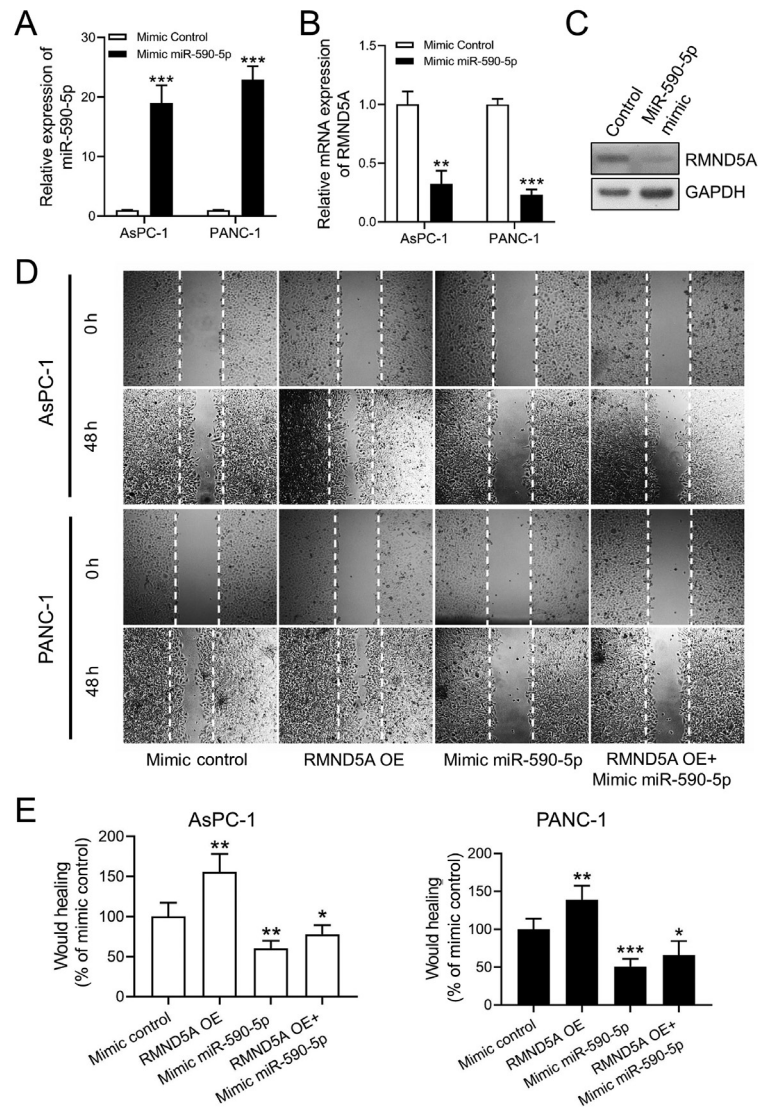 A
Relative expression of
miR-590-5p
30
20
10
0
Mimic Control
Mimic miR-590-5p
***
***
AsPC-1
PANC-1
B
Relative mRNA expression
of RMND5A
1.5
1.0
0.5
0.0
Mimic Control
Mimic miR-590-5p
**
***
AsPC-1
PANC-1
C
Control
MiR-590-5p
mimic
RMND5A
GAPDH
D
AsPC-1
0 h
48 h
PANC-1
0 h
48 h
Mimic control
RMND5A OE
Mimic miR-590-5p
RMND5A OE+
Mimic miR-590-5p
E
AsPC-1
Would healing
(% of mimic control)
200
150
100
50
0
**
**
*
Mimic control
RMND5A OE
Mimic miR-590-5p
RMND5A OE+
Mimic miR-590-5p
PANC-1
Would healing
(% of mimic control)
200
150
100
50
0
**
***
*
Mimic control
RMND5A OE
Mimic miR-590-5p
RMND5A OE+
Mimic miR-590-5p